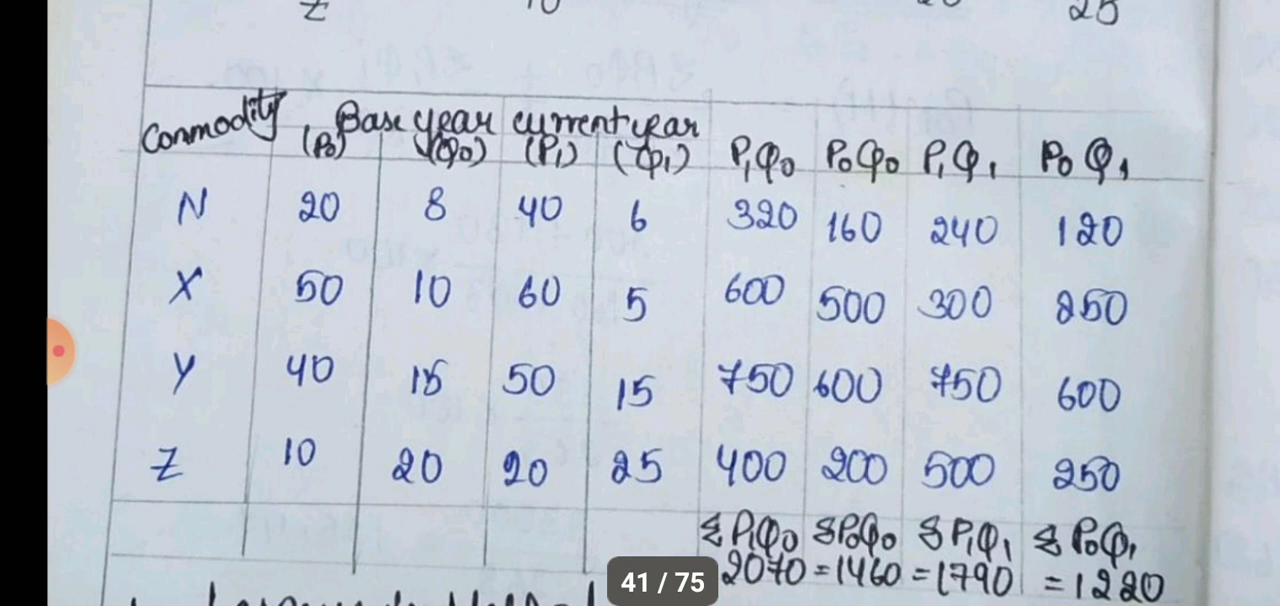 Z 10 25
Commodity Base year current year
(P₀) (Q₀) (P₁) (Q₁) P₁Q₀ P₀Q₀ P₁Q₁ P₀Q₁
N 20 8 40 6 320 160 240 120
X 50 10 60 5 600 500 300 250
Y 40 15 50 15 750 600 750 600
Z 10 20 20 25 400 200 500 250
ΣP₁Q₀ ΣP₀Q₀ ΣP₁Q₁ ΣP₀Q₁
2070 =1460 =1790 =1220
41 / 75